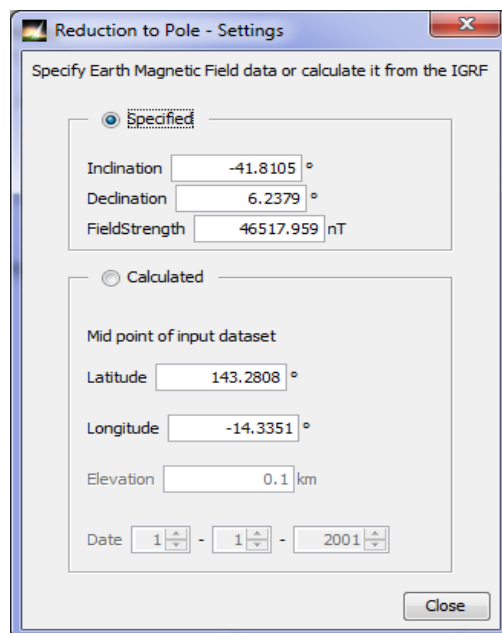 Reduction to Pole - Settings
Specify Earth Magnetic Field data or calculate it from the IGRF
Specified
Inclination -41.8105 °
Declination 6.2379 °
FieldStrength 46517.959 nT
Calculated
Mid point of input dataset
Latitude 143.2808 °
Longitude -14.3351 °
Elevation 0.1 km
Date 1 - 1 - 2001
Close